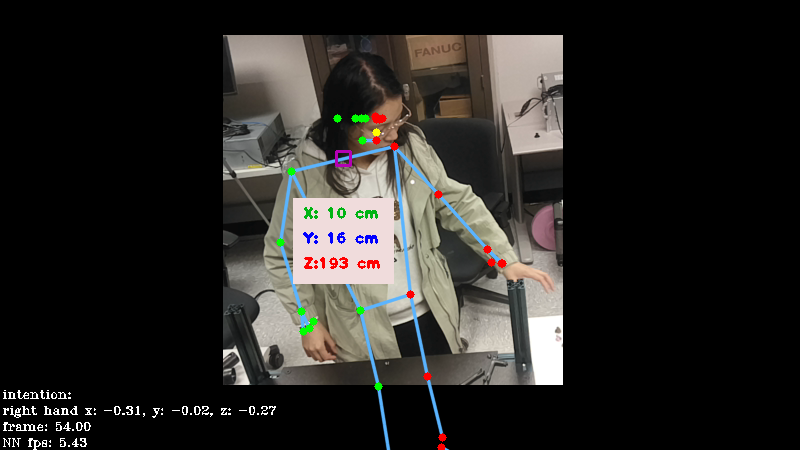 FANUC
X: 10 cm
Y: 16 cm
Z:193 cm
intention:
right hand x: −0.31, y: −0.02, z: −0.27
frame: 54.00
NN fps: 5.43